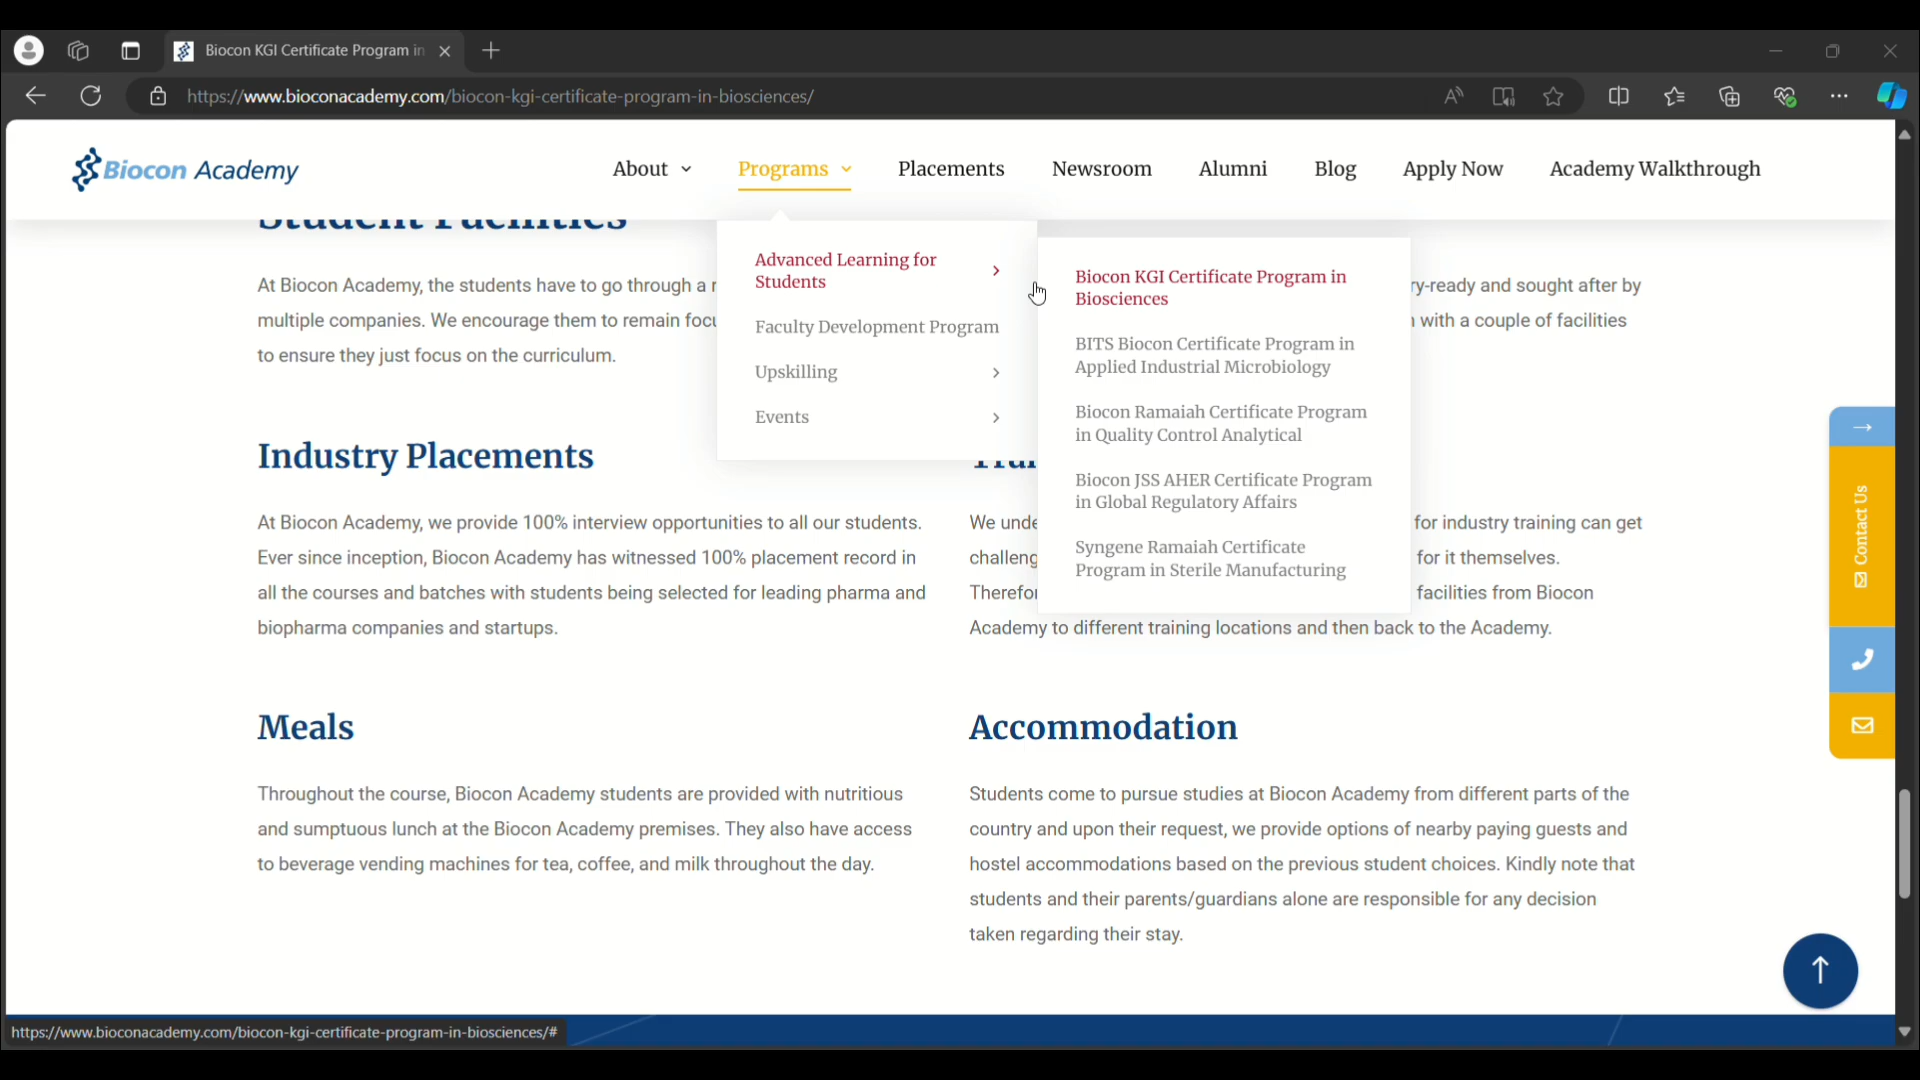 Biocon KGI Certificate Program in
https://www.bioconacademy.com/biocon-kgi-certificate-program-in-biosciences/
Biocon Academy
About
Programs
Placements
Newsroom
Alumni
Blog
Apply Now
Academy Walkthrough
Student Facilities
At Biocon Academy, the students have to go through a
multiple companies. We encourage them to remain
to ensure they just focus on the curriculum.
y-ready and sought after by
with a couple of facilities
Advanced Learning for
Students
Faculty Development Program
Upskilling
Events
Biocon KGI Certificate Program in
Biosciences
BITS Biocon Certificate Program in
Applied Industrial Microbiology
Biocon Ramaiah Certificate Program
in Quality Control Analytical
Biocon JSS AHER Certificate Program
in Global Regulatory Affairs
Syngene Ramaiah Certificate
Program in Sterile Manufacturing
Industry Placements
At Biocon Academy, we provide 100% interview opportunities to all our students.
Ever since inception, Biocon Academy has witnessed 100% placement record in
all the courses and batches with students being selected for leading pharma and
biopharma companies and startups.
We for industry training can get
for it themselves.
facilities from Biocon
Academy to different training locations and then back to the Academy.
Contact Us
Meals
Throughout the course, Biocon Academy students are provided with nutritious
and sumptuous lunch at the Biocon Academy premises. They also have access
to beverage vending machines for tea, coffee, and milk throughout the day.
Accommodation
Students come to pursue studies at Biocon Academy from different parts of the
country and upon their request, we provide options of nearby paying guests and
hostel accommodations based on the previous student choices. Kindly note that
students and their parents/guardians alone are responsible for any decision
taken regarding their stay.
https://www.bioconacademy.com/biocon-kgi-certificate-program-in-biosciences/#